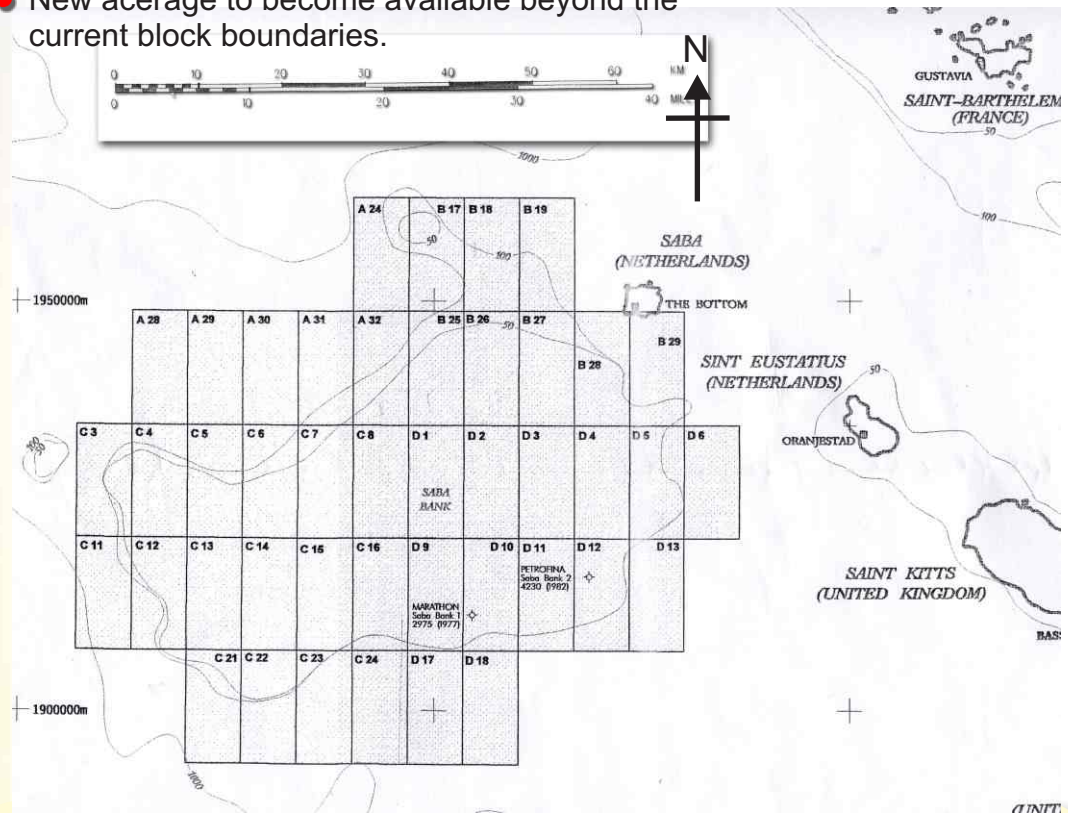 New acerage to become available beyond the
current block boundaries.
0 10 20 30 40 50 60 KM
0 10 20 30 40 MILE
N
GUSTAVIA
SAINT-BARTHELEM
(FRANCE)
50
1000
100
A 24 B 17 B 18 B 19
50
100
SABA
(NETHERLANDS)
THE BOTTOM
1950000m
A 28 A 29 A 30 A 31 A 32 B 25 B 26 50 B 27
B 28
B 29
SINT EUSTATIUS
(NETHERLANDS)
50
ORANJESTAD
C 3 C 4 C 5 C 6 C 7 C 8 D 1 D 2 D 3 D 4 D 5 D 6
SABA
BANK
C 11 C 12 C 13 C 14 C 15 C 16 D 9 D 10 D 11 D 12 D 13
PETROFINA
Saba Bank 2
4230 (1982)
MARATHON
Saba Bank 1
2975 (1977)
SAINT KITTS
(UNITED KINGDOM)
BASS
C 21 C 22 C 23 C 24 D 17 D 18
1900000m
1000
(UNIT